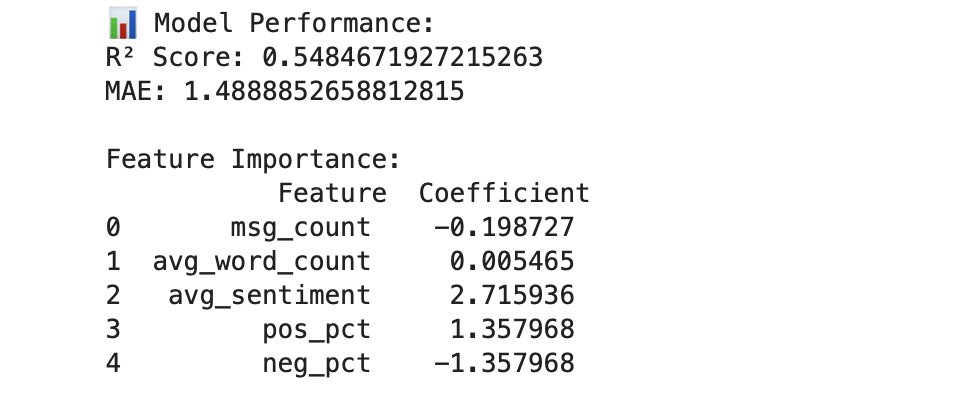 📊 Model Performance:
R² Score: 0.5484671927215263
MAE: 1.4888852658812815
Feature Importance:
Feature Coefficient
0 msg_count -0.198727
1 avg_word_count 0.005465
2 avg_sentiment 2.715936
3 pos_pct 1.357968
4 neg_pct -1.357968